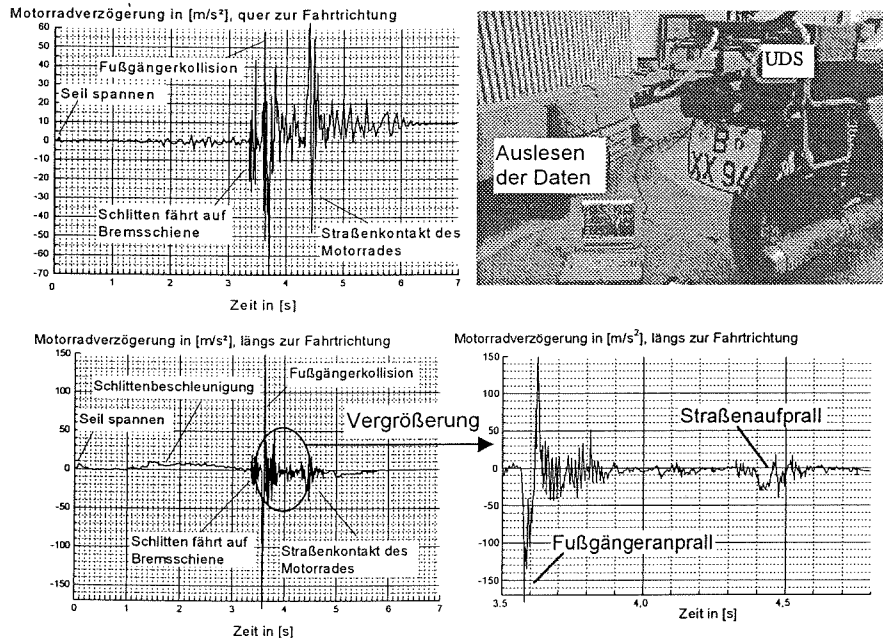 Motorradverzögerung in [m/s²], quer zur Fahrtrichtung
60
50
40
30
20
10
0
-10
-20
-30
-40
-50
-60
-70
Fußgängerkollision
Seil spannen
Schlitten fährt auf
Bremsschiene
Straßenkontakt des
Motorrades
0 1 2 3 4 5 6 7
Zeit in [s]
UDS
Auslesen
der Daten
B
XX 94
Motorradverzögerung in [m/s²], längs zur Fahrtrichtung
150
100
50
0
-50
-100
-150
Fußgängerkollision
Schlittenbeschleunigung
Seil spannen
Schlitten fährt auf
Bremsschiene
Straßenkontakt des
Motorrades
0 1 2 3 4 5 6 7
Zeit in [s]
Vergrößerung
Motorradverzögerung in [m/s²], längs zur Fahrtrichtung
150
100
50
0
-50
-100
-150
Straßenaufprall
Fußgängeranprall
3.5 4,0 4,5
Zeit in [s]